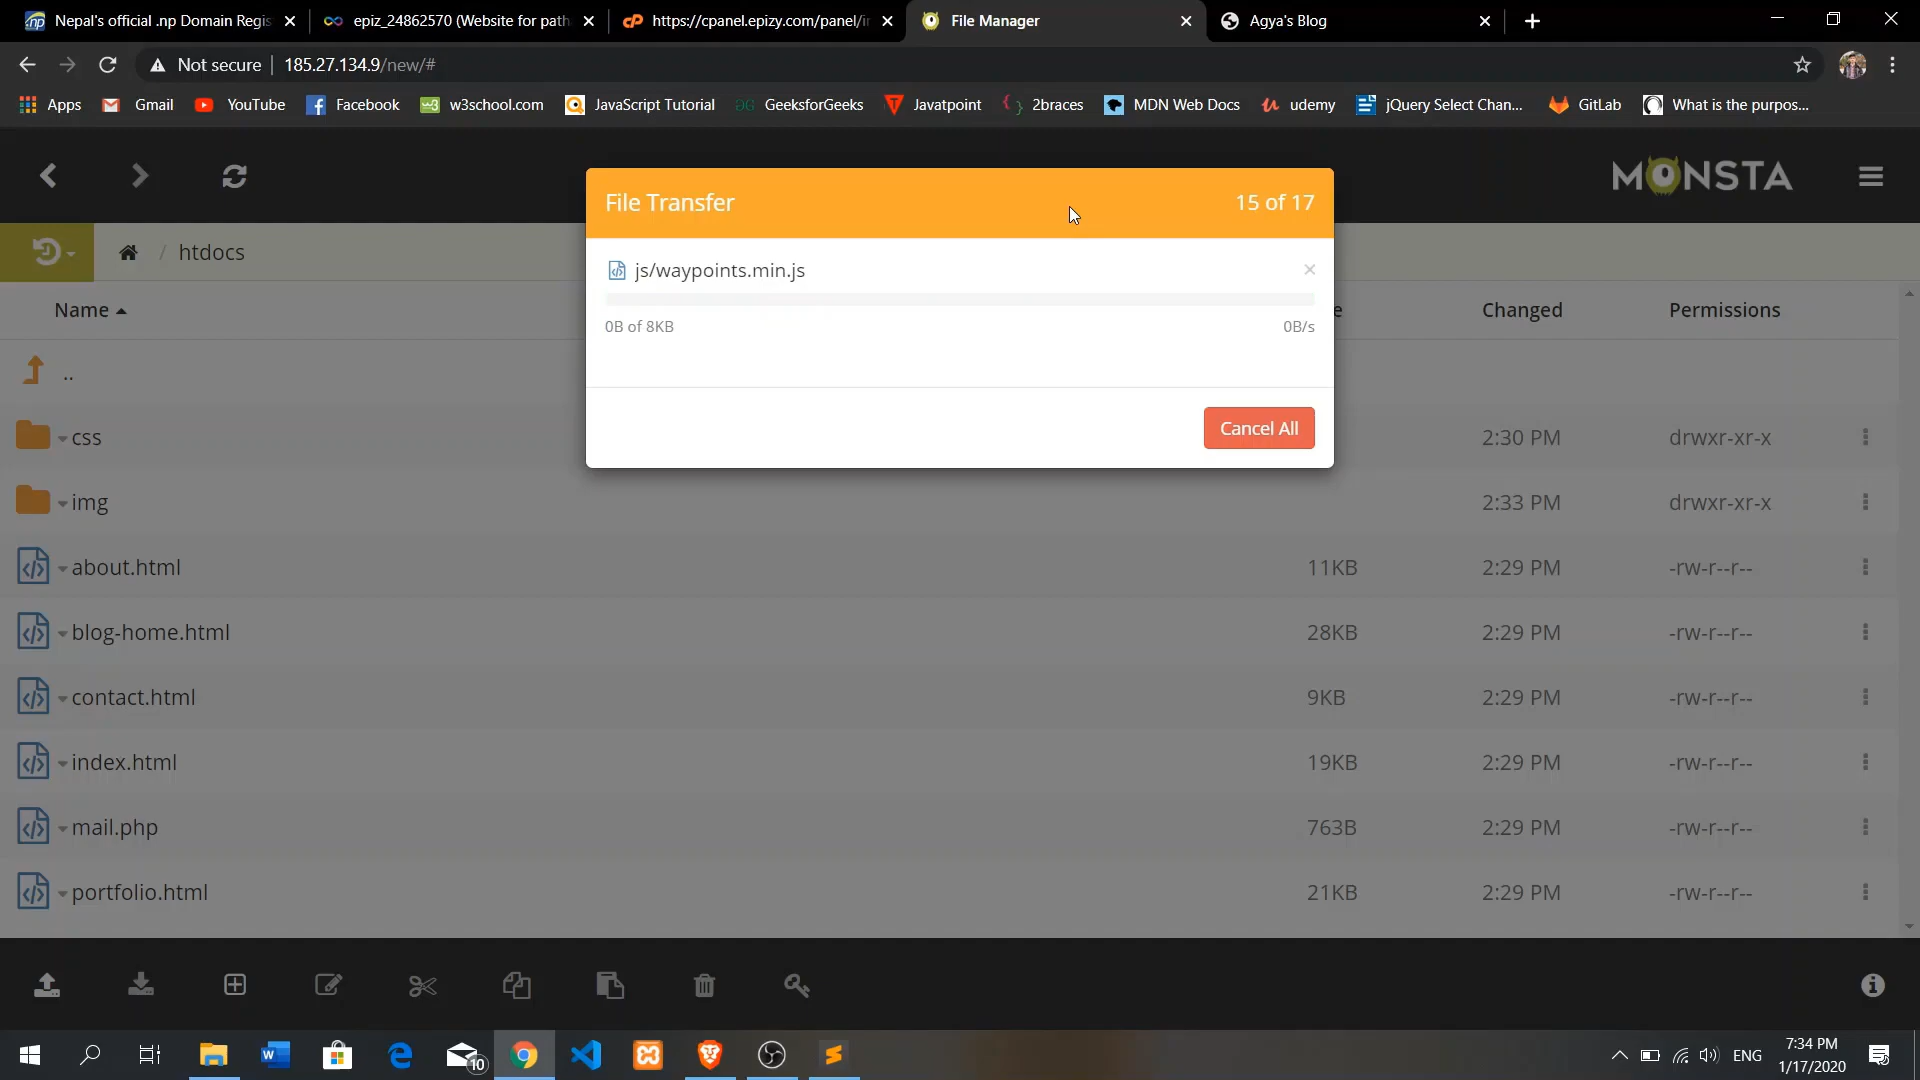 Nepal's official .np Domain Regis
epiz_24862570 (Website for path
https://cpanel.epizy.com/panel/in
File Manager
Agya's Blog
Not secure
185.27.134.9/new/#
Apps
Gmail
YouTube
Facebook
w3school.com
JavaScript Tutorial
GeeksforGeeks
Javatpoint
2braces
MDN Web Docs
udemy
jQuery Select Chan...
GitLab
What is the purpos...
MONSTA
File Transfer
15 of 17
/ htdocs
js/waypoints.min.js
0B of 8KB
0B/s
Cancel All
Name
e
Changed
Permissions
..
css
2:30 PM
drwxr-xr-x
img
2:33 PM
drwxr-xr-x
about.html
11KB
2:29 PM
-rw-r--r--
blog-home.html
28KB
2:29 PM
-rw-r--r--
contact.html
9KB
2:29 PM
-rw-r--r--
index.html
19KB
2:29 PM
-rw-r--r--
mail.php
763B
2:29 PM
-rw-r--r--
portfolio.html
21KB
2:29 PM
-rw-r--r--
10
ENG
7:34 PM
1/17/2020